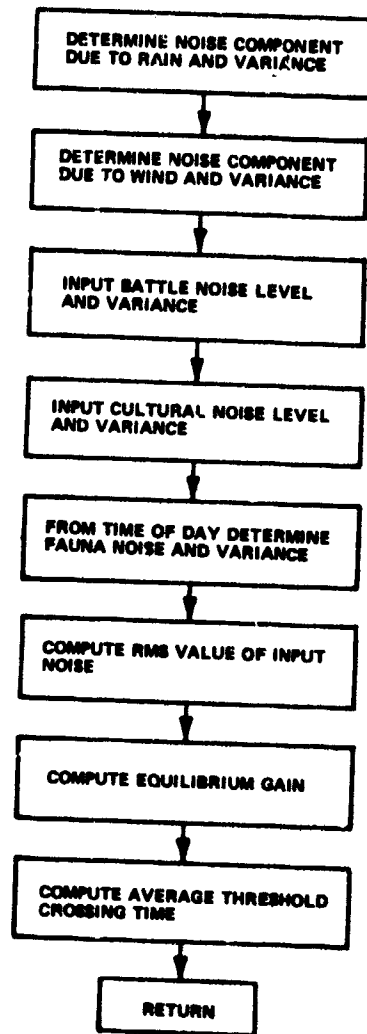 DETERMINE NOISE COMPONENT
DUE TO RAIN AND VARIANCE
DETERMINE NOISE COMPONENT
DUE TO WIND AND VARIANCE
INPUT BATTLE NOISE LEVEL
AND VARIANCE
INPUT CULTURAL NOISE LEVEL
AND VARIANCE
FROM TIME OF DAY DETERMINE
FAUNA NOISE AND VARIANCE
COMPUTE RMS VALUE OF INPUT
NOISE
COMPUTE EQUILIBRIUM GAIN
COMPUTE AVERAGE THRESHOLD
CROSSING TIME
RETURN